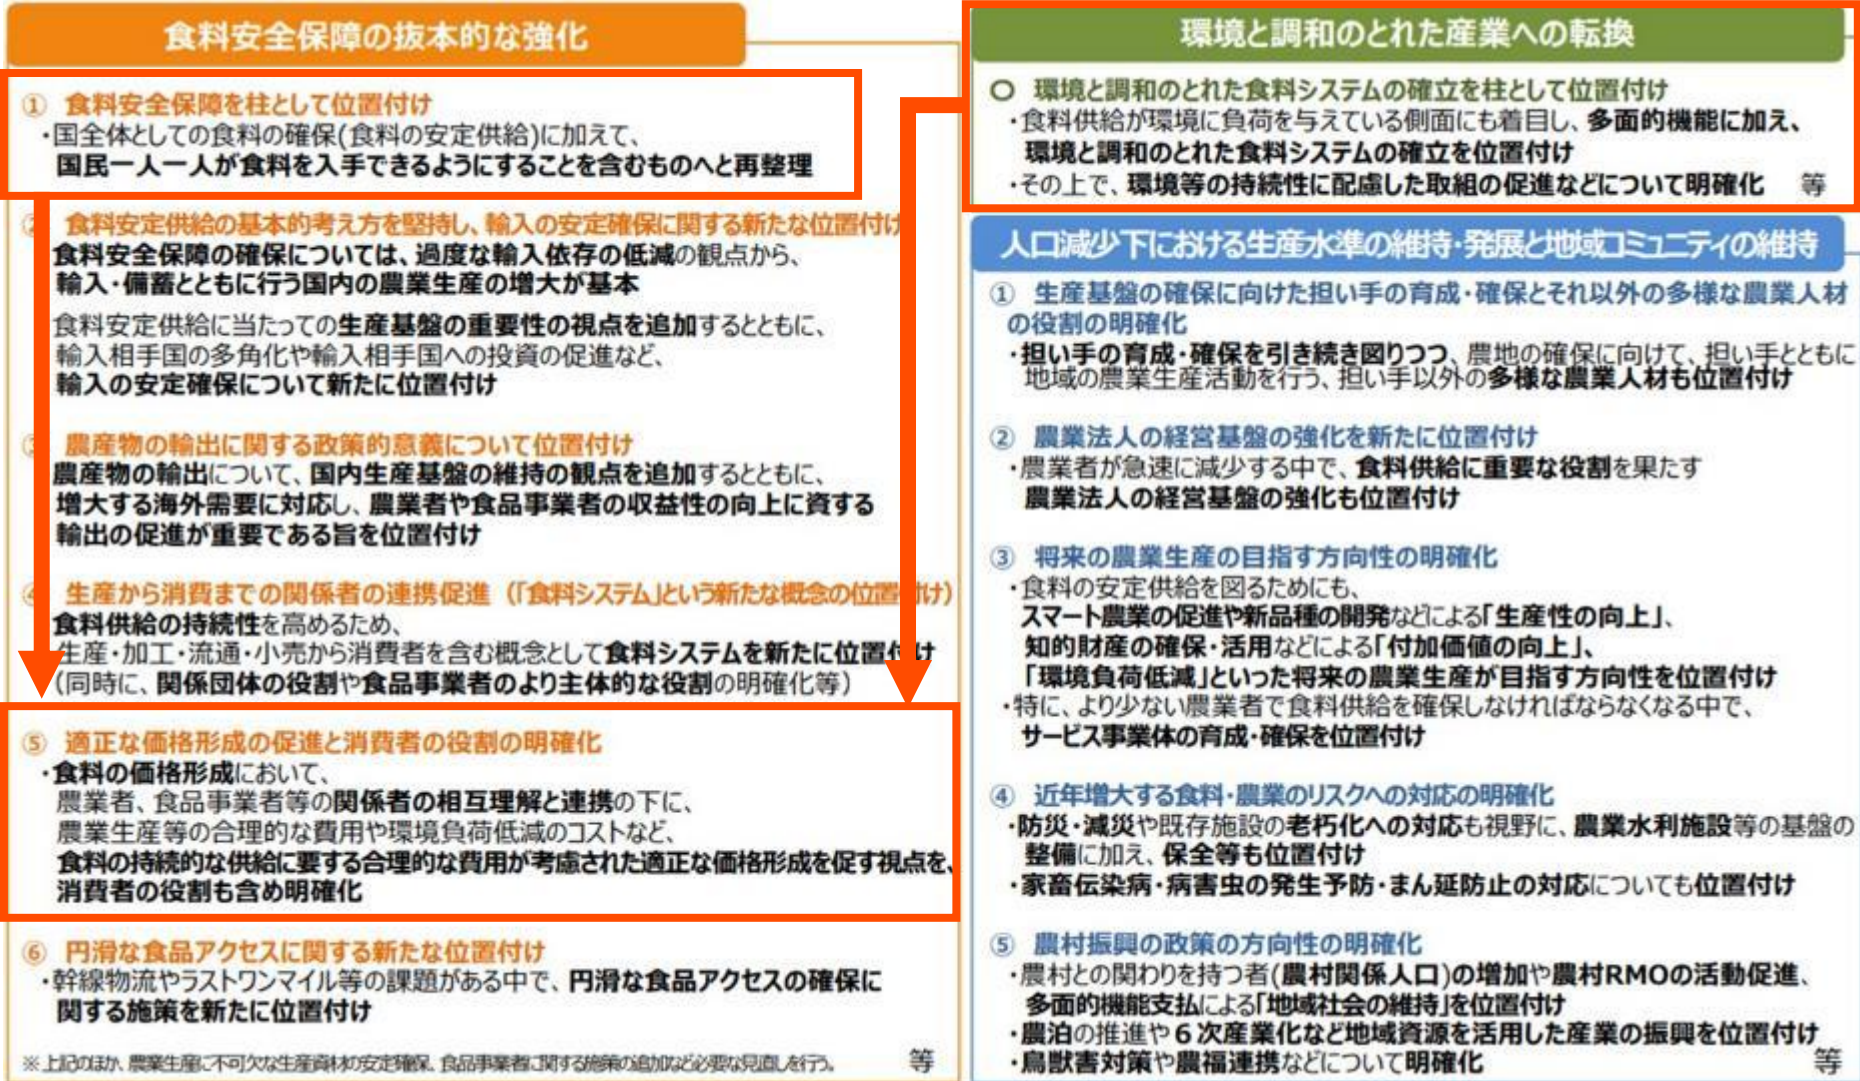 食料安全保障の抜本的な強化
① 食料安全保障を柱として位置付け
・国全体としての食料の確保(食料の安定供給)に加えて、
国民一人一人が食料を入手できるようにすることを含むものへと再整理
② 食料安定供給の基本的考え方を堅持し、輸入の安定確保に関する新たな位置付け
食料安全保障の確保については、過度な輸入依存の低減の観点から、
輸入・備蓄とともに行う国内の農業生産の増大が基本
食料安定供給に当たっての生産基盤の重要性の視点を追加するとともに、
輸入相手国の多角化や輸入相手国への投資の促進など、
輸入の安定確保について新たに位置付け
③ 農産物の輸出に関する政策的意義について位置付け
農産物の輸出について、国内生産基盤の維持の観点を追加するとともに、
増大する海外需要に対応し、農業者や食品事業者の収益性の向上に資する
輸出の促進が重要である旨を位置付け
④ 生産から消費までの関係者の連携促進（「食料システム」という新たな概念の位置付け）
食料供給の持続性を高めるため、
生産・加工・流通・小売から消費者を含む概念として食料システムを新たに位置付け
（同時に、関係団体の役割や食品事業者のより主体的な役割の明確化等）
⑤ 適正な価格形成の促進と消費者の役割の明確化
・食料の価格形成において、
農業者、食品事業者等の関係者の相互理解と連携の下に、
農業生産等の合理的な費用や環境負荷低減のコストなど、
食料の持続的な供給に要する合理的な費用が考慮された適正な価格形成を促す視点を、
消費者の役割も含め明確化
⑥ 円滑な食品アクセスに関する新たな位置付け
・幹線物流やラストワンマイル等の課題がある中で、円滑な食品アクセスの確保に
関する施策を新たに位置付け
※上記のほか、農業生産に不可欠な生産資材の安定確保、食品事業者に関する施策の追加など必要な見直しを行う。 等
環境と調和のとれた産業への転換
〇 環境と調和のとれた食料システムの確立を柱として位置付け
・食料供給が環境に負荷を与えている側面にも着目し、多面的機能に加え、
環境と調和のとれた食料システムの確立を位置付け
・その上で、環境等の持続性に配慮した取組の促進などについて明確化 等
人口減少下における生産水準の維持・発展と地域コミュニティの維持
① 生産基盤の確保に向けた担い手の育成・確保とそれ以外の多様な農業人材
の役割の明確化
・担い手の育成・確保を引き続き図りつつ、農地の確保に向けて、担い手とともに
地域の農業生産活動を行う、担い手以外の多様な農業人材も位置付け
② 農業法人の経営基盤の強化を新たに位置付け
・農業者が急速に減少する中で、食料供給に重要な役割を果たす
農業法人の経営基盤の強化も位置付け
③ 将来の農業生産の目指す方向性の明確化
・食料の安定供給を図るためにも、
スマート農業の促進や新品種の開発などによる「生産性の向上」、
知的財産の確保・活用などによる「付加価値の向上」、
「環境負荷低減」といった将来の農業生産が目指す方向性を位置付け
・特に、より少ない農業者で食料供給を確保しなければならなくなる中で、
サービス事業体の育成・確保を位置付け
④ 近年増大する食料・農業のリスクへの対応の明確化
・防災・減災や既存施設の老朽化への対応も視野に、農業水利施設等の基盤の
整備に加え、保全等も位置付け
・家畜伝染病・病害虫の発生予防・まん延防止の対応についても位置付け
⑤ 農村振興の政策の方向性の明確化
・農村との関わりを持つ者(農村関係人口)の増加や農村RMOの活動促進、
多面的機能支払による「地域社会の維持」を位置付け
・農泊の推進や６次産業化など地域資源を活用した産業の振興を位置付け
・鳥獣害対策や農福連携などについて明確化 等